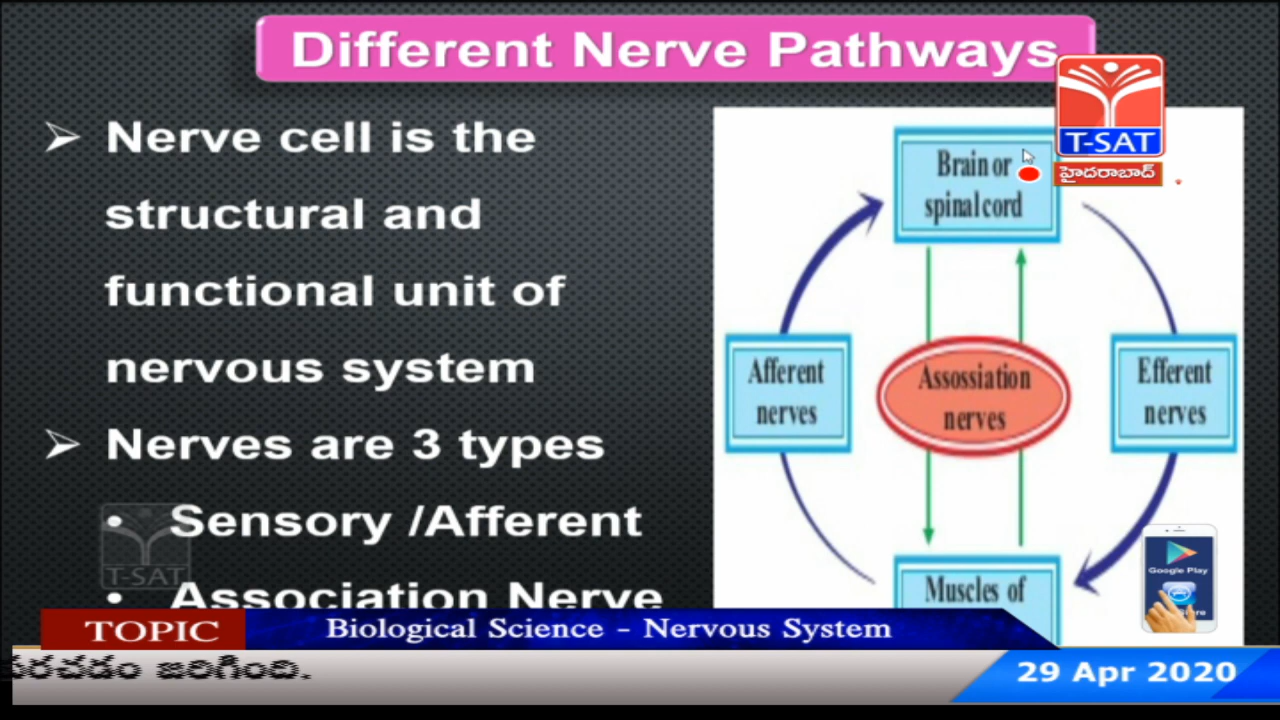 Different Nerve Pathways
T-SAT
హైదరాబాద్
➢ Nerve cell is the
structural and
functional unit of
nervous system
➢ Nerves are 3 types
• Sensory /Afferent
• Association Nerve
T-SAT
Brain or
spinal cord
Afferent
nerves
Assossiation
nerves
Efferent
nerves
Muscles of
Google Play
TOPIC
Biological Science - Nervous System
జరిగింది.
29 Apr 2020